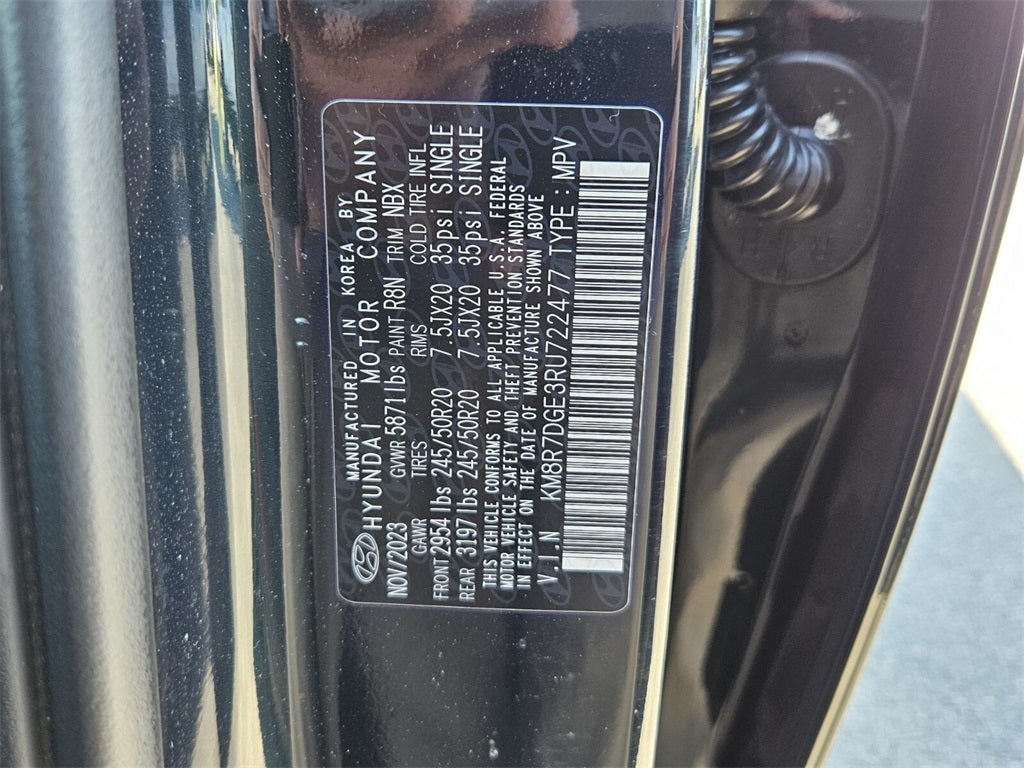 MANUFACTURED IN KOREA BY
HYUNDAI MOTOR COMPANY
NOV/2023 GVWR 5871 lbs PAINT R8N TRIM NBX
GAWR TIRES RIMS COLD TIRE INFL
FRONT 2954 lbs 245/50R20 7.5JX20 35psi SINGLE
REAR 3197 lbs 245/50R20 7.5JX20 35psi SINGLE
THIS VEHICLE CONFORMS TO ALL APPLICABLE U.S.A. FEDERAL
MOTOR VEHICLE SAFETY AND THEFT PREVENTION STANDARDS
IN EFFECT ON THE DATE OF MANUFACTURE SHOWN ABOVE
V.I.N KM8R7DGE3RU722477 TYPE : MPV